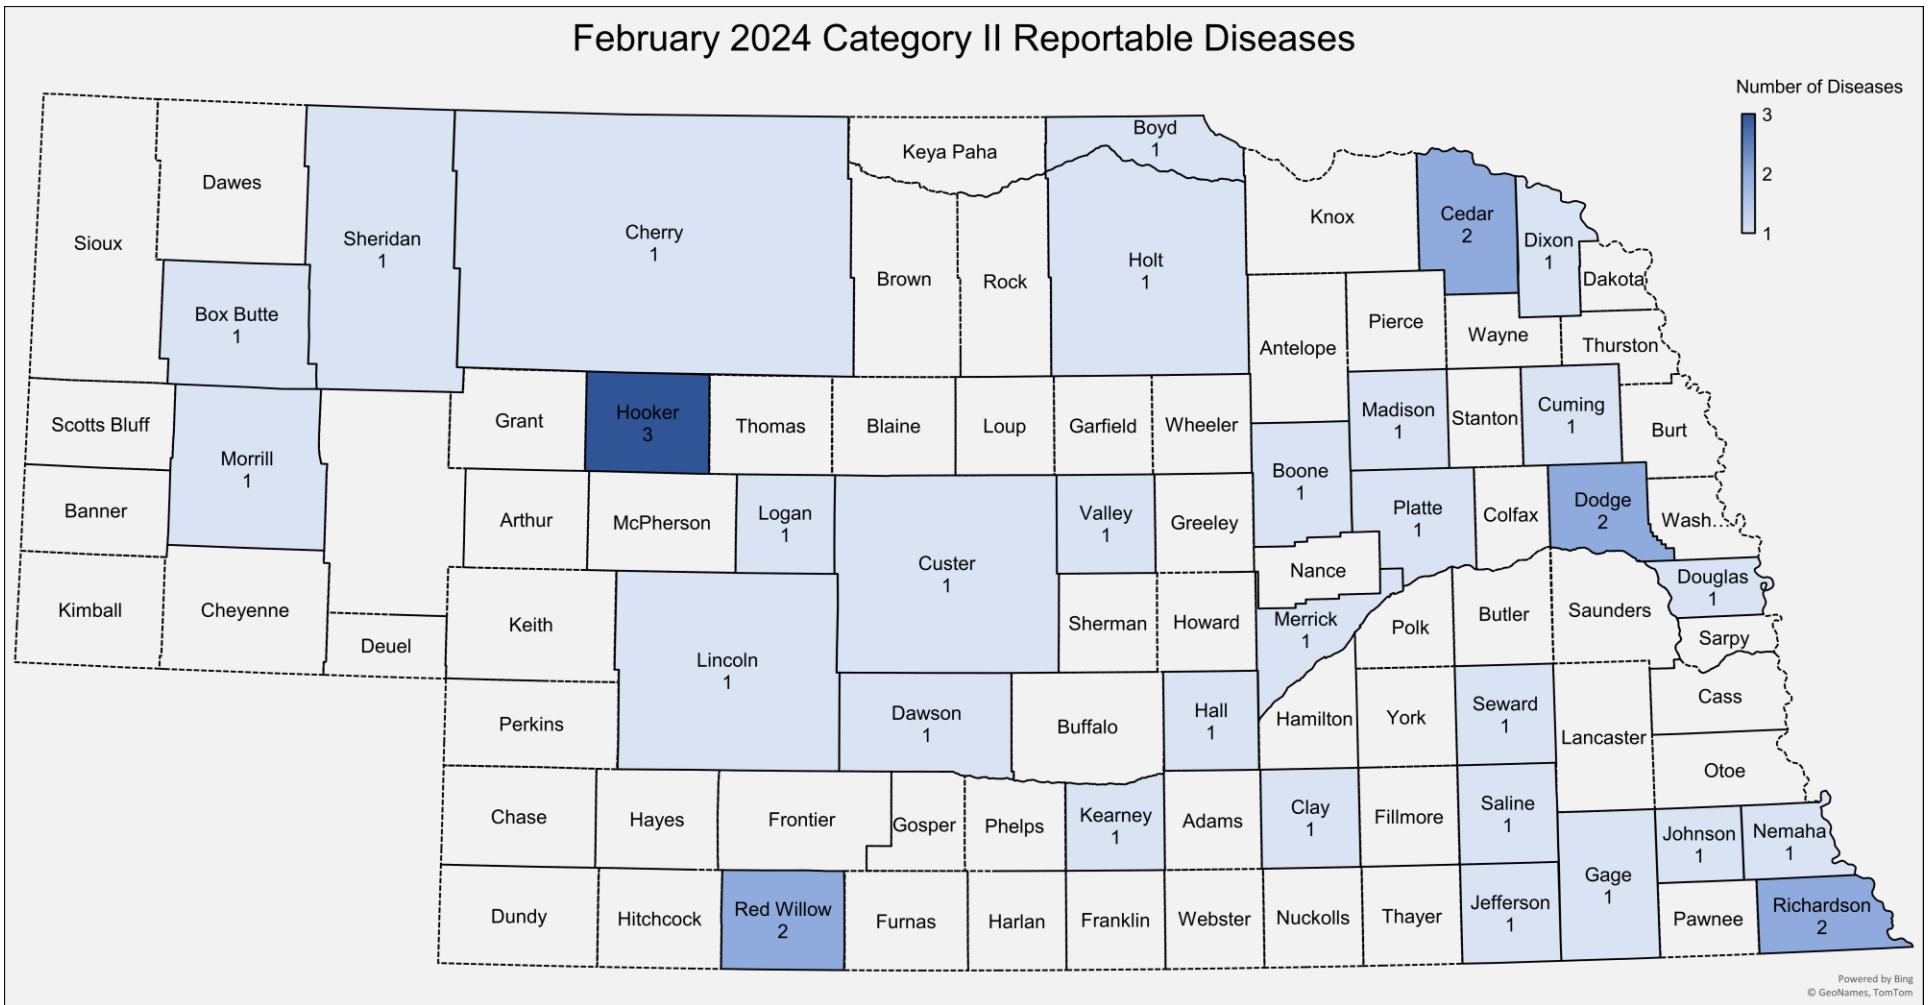 February 2024 Category II Reportable Diseases
Number of Diseases
3
2
1
Boyd
1
Keya Paha
Dawes
Sioux
Sheridan
1
Cherry
1
Brown
Rock
Holt
1
Knox
Cedar
2
Dixon
1
Dakota
Box Butte
1
Antelope
Pierce
Wayne
Thurston
Scotts Bluff
Morrill
1
Grant
Hooker
3
Thomas
Blaine
Loup
Garfield
Wheeler
Madison
1
Stanton
Cuming
1
Burt
Banner
Arthur
McPherson
Logan
1
Custer
1
Valley
1
Greeley
Boone
1
Platte
1
Colfax
Dodge
2
Wash...
Kimball
Cheyenne
Deuel
Keith
Lincoln
1
Sherman
Howard
Nance
Merrick
1
Polk
Butler
Saunders
Douglas
1
Sarpy
Perkins
Dawson
1
Buffalo
Hall
1
Hamilton
York
Seward
1
Lancaster
Cass
Otoe
Chase
Hayes
Frontier
Gosper
Phelps
Kearney
1
Adams
Clay
1
Fillmore
Saline
1
Johnson
1
Nemaha
1
Dundy
Hitchcock
Red Willow
2
Furnas
Harlan
Franklin
Webster
Nuckolls
Thayer
Jefferson
1
Gage
1
Pawnee
Richardson
2
Powered by Bing
© GeoNames, TomTom